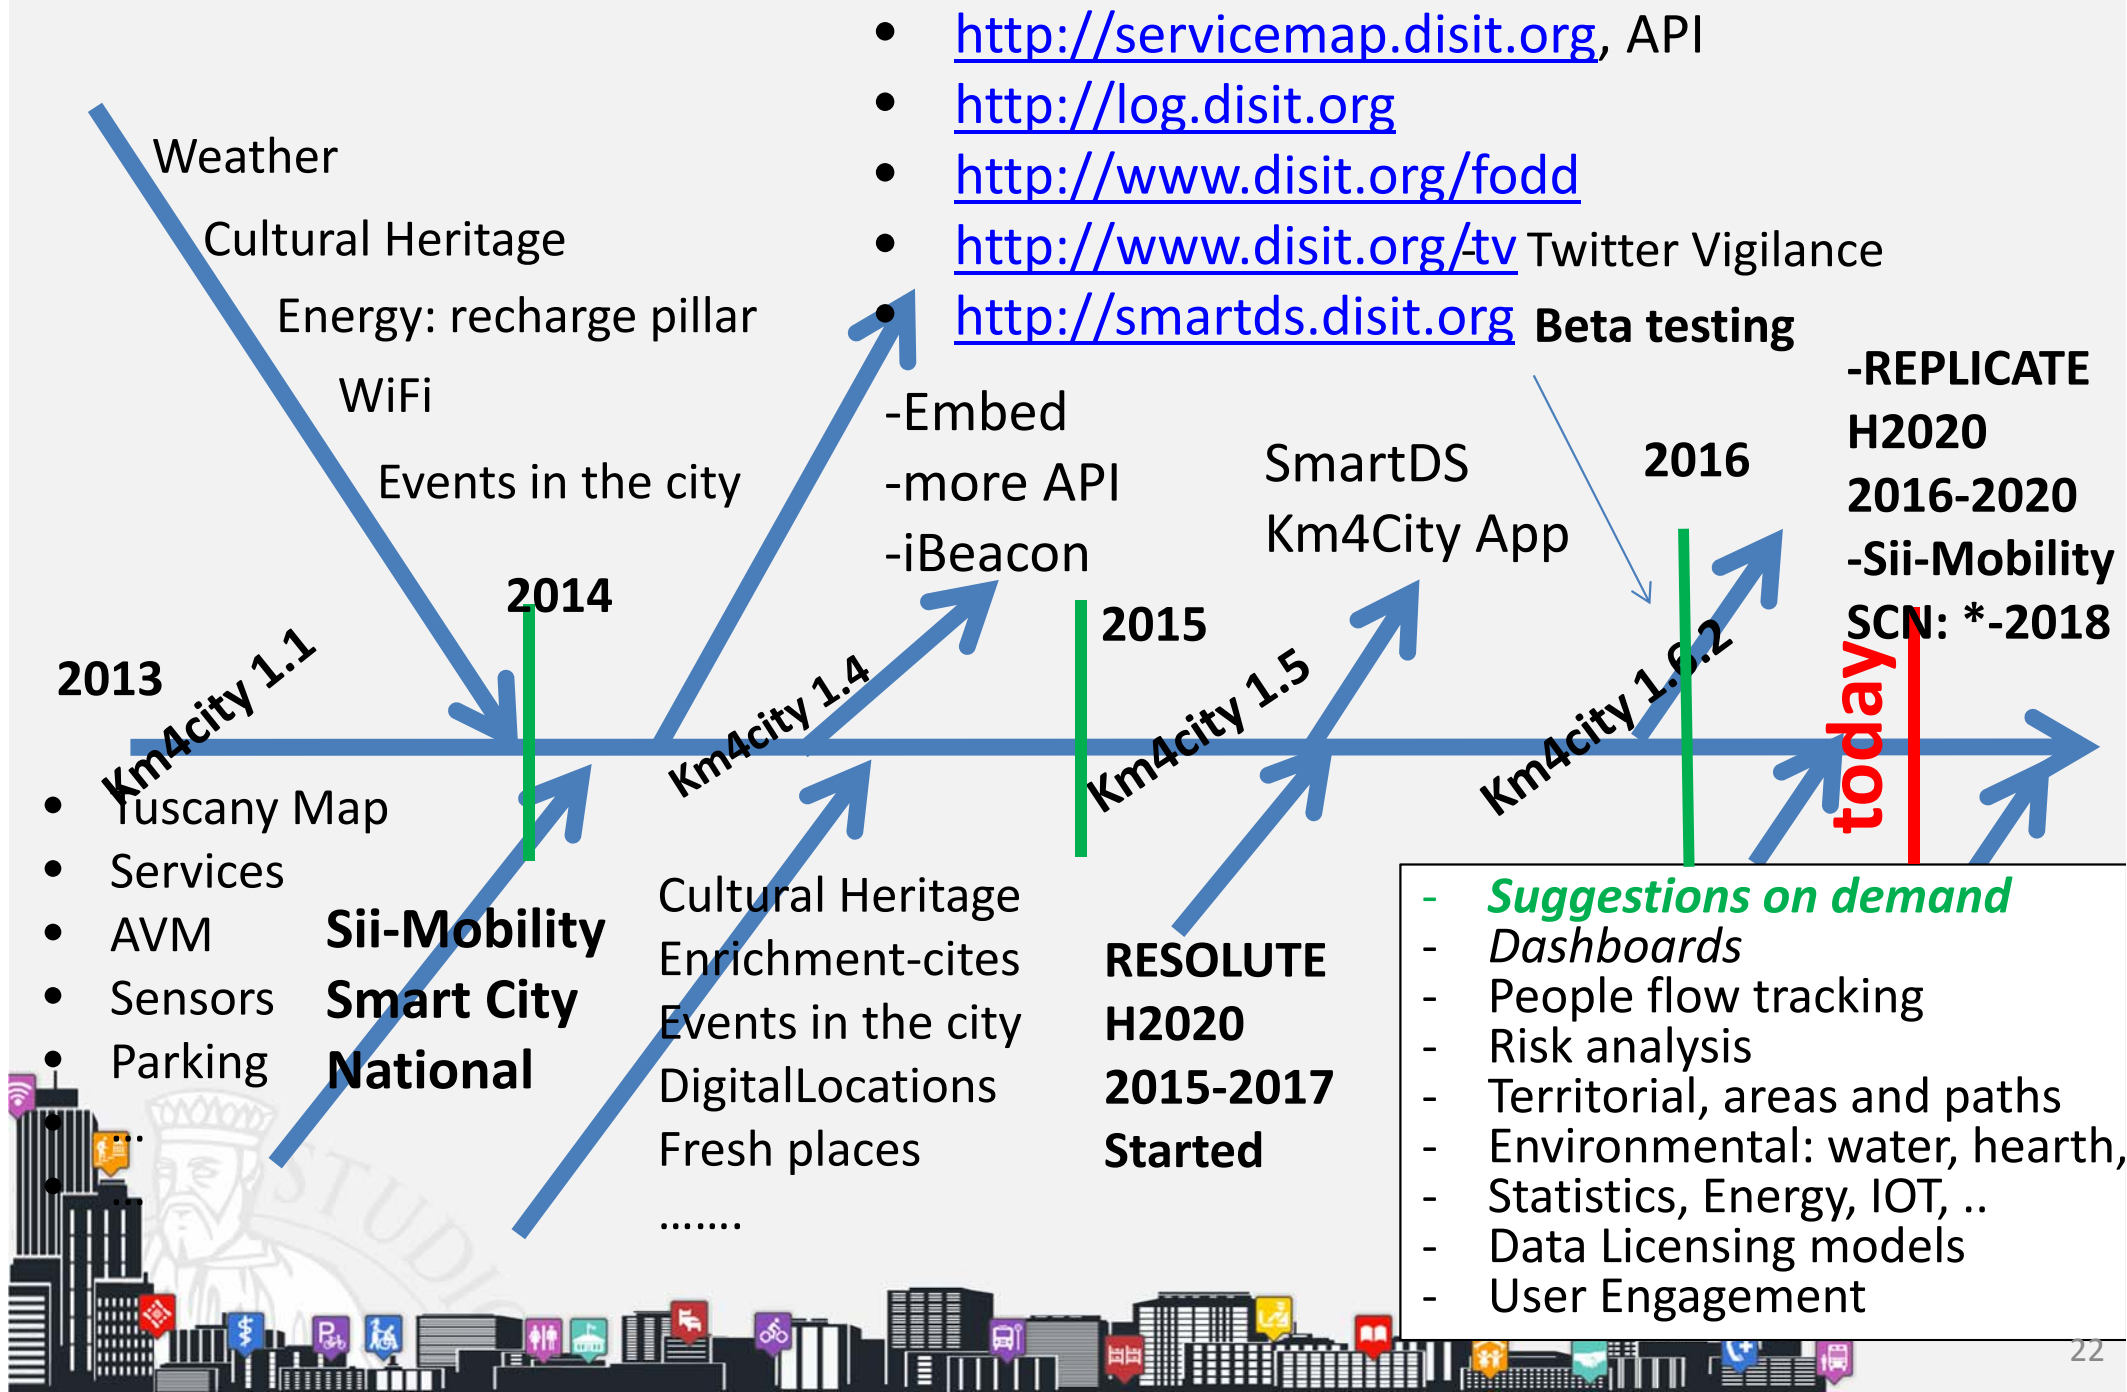 • http://servicemap.disit.org, API
• http://log.disit.org
• http://www.disit.org/fodd
• http://www.disit.org/tv - Twitter Vigilance
• http://smartds.disit.org Beta testing
Weather
Cultural Heritage
Energy: recharge pillar
WiFi
Events in the city
-Embed
-more API
-iBeacon
SmartDS
Km4City App
-REPLICATE
H2020
2016-2020
-Sii-Mobility
SCN: *-2018
2013
2014
2015
2016
today
Km4city 1.1
Km4city 1.4
Km4city 1.5
Km4city 1.6.2
• Tuscany Map
• Services
• AVM
• Sensors
• Parking
• ...
• ...
Sii-Mobility
Smart City
National
Cultural Heritage
Enrichment-cites
Events in the city
DigitalLocations
Fresh places
.......
RESOLUTE
H2020
2015-2017
Started
- Suggestions on demand
- Dashboards
- People flow tracking
- Risk analysis
- Territorial, areas and paths
- Environmental: water, hearth,
- Statistics, Energy, IOT, ..
- Data Licensing models
- User Engagement
STUDIO
22